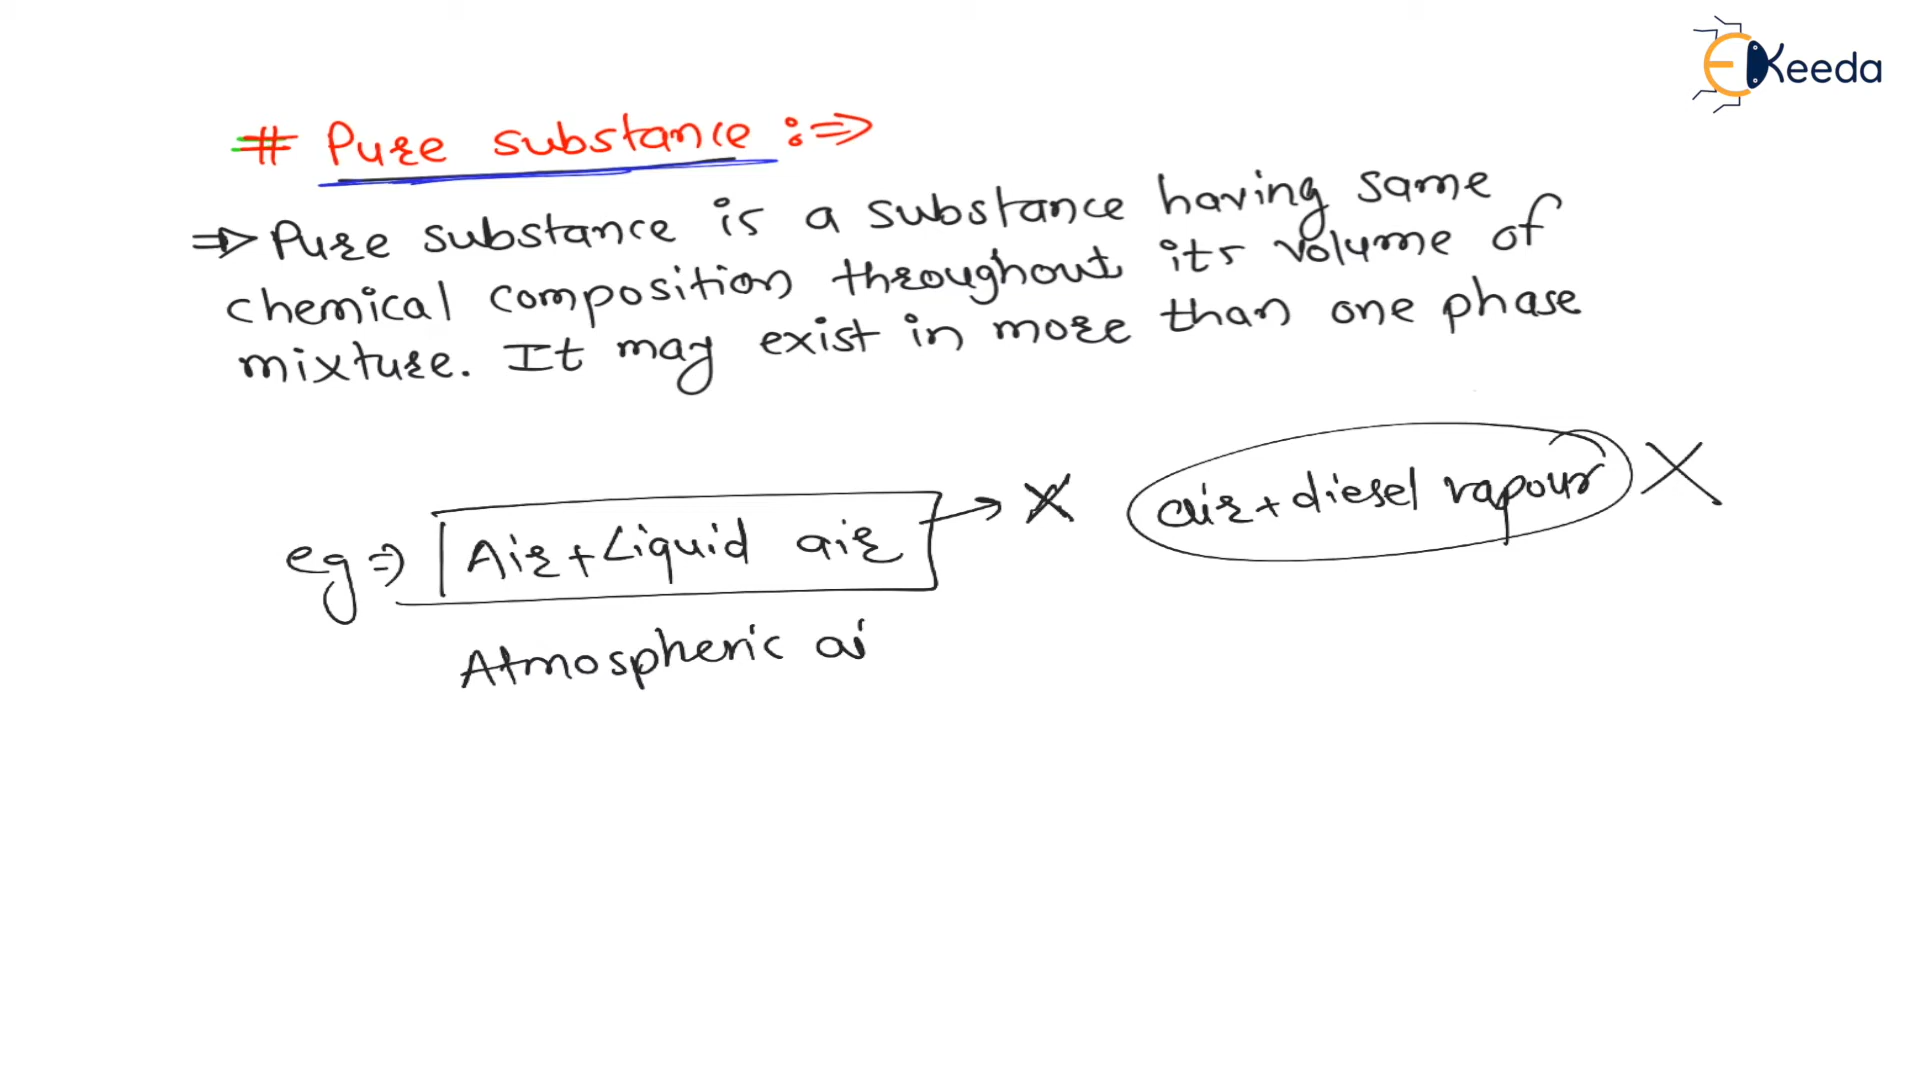 EKeeda
# Pure substance :⇒
⇒ Pure substance is a substance having same
chemical composition throughout its volume of
mixture. It may exist in more than one phase
eg ⇒ Air + Liquid air → X air + diesel vapour X
Atmospheric ai